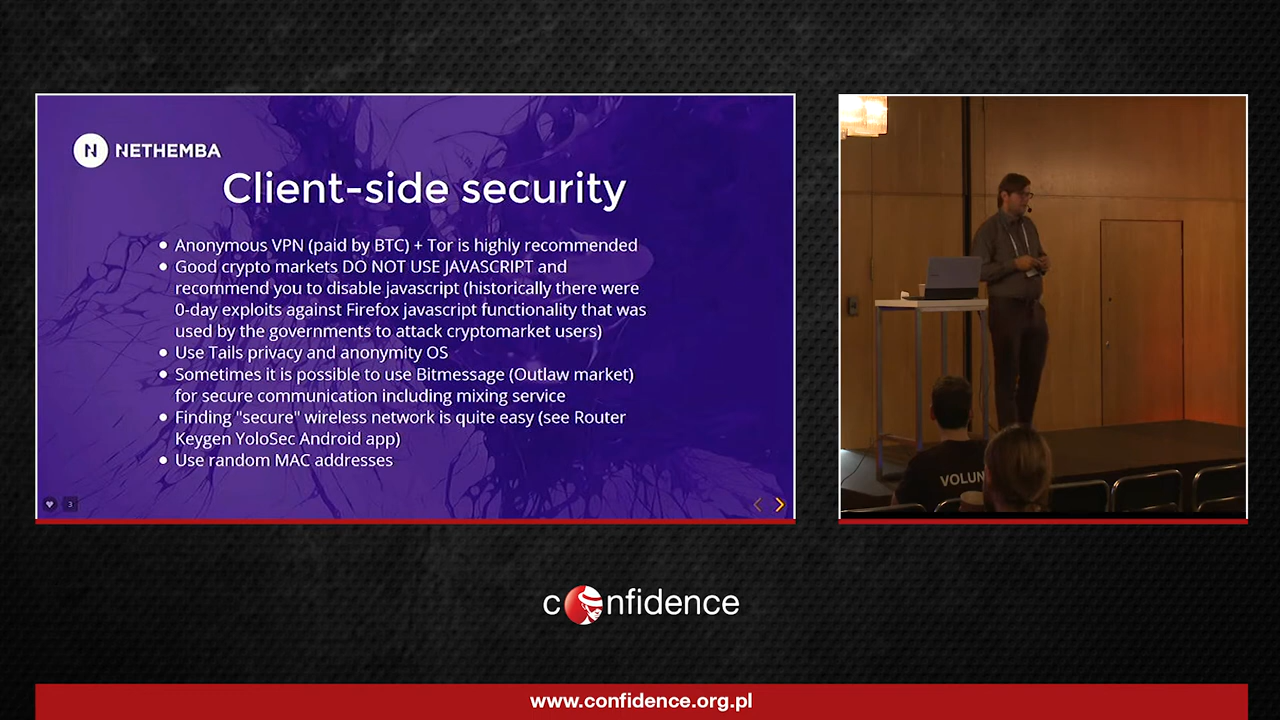 N NETHEMBA
Client-side security
Anonymous VPN (paid by BTC) + Tor is highly recommended
Good crypto markets DO NOT USE JAVASCRIPT and
recommend you to disable javascript (historically there were
0-day exploits against Firefox javascript functionality that was
used by the governments to attack cryptomarket users)
Use Tails privacy and anonymity OS
Sometimes it is possible to use Bitmessage (Outlaw market)
for secure communication including mixing service
Finding "secure" wireless network is quite easy (see Router
Keygen YoloSec Android app)
Use random MAC addresses
3
VOLUN
confidence
www.confidence.org.pl